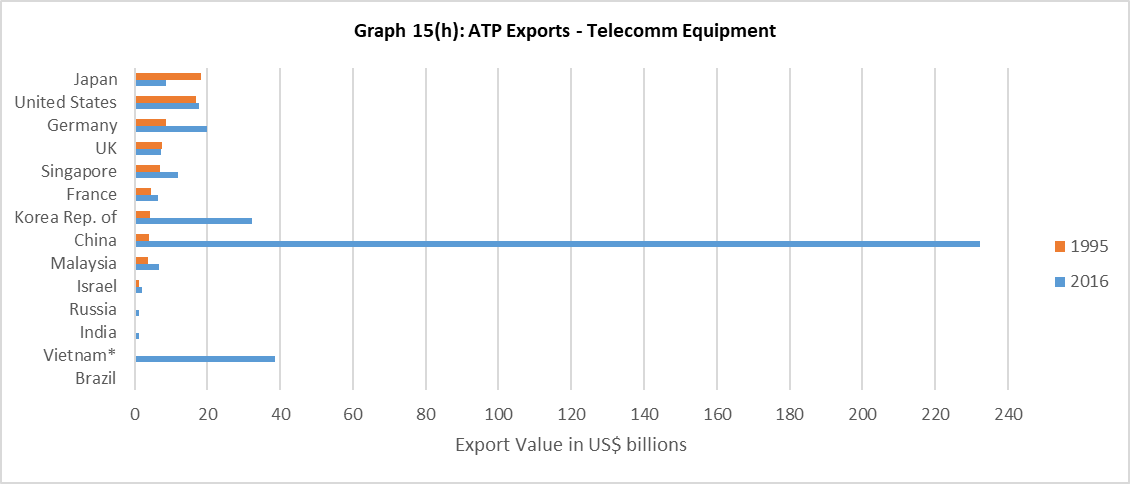 Graph 15(h): ATP Exports - Telecomm Equipment
Japan
United States
Germany
UK
Singapore
France
Korea Rep. of
China
Malaysia
Israel
Russia
India
Vietnam*
Brazil
0 20 40 60 80 100 120 140 160 180 200 220 240
Export Value in US$ billions
1995
2016